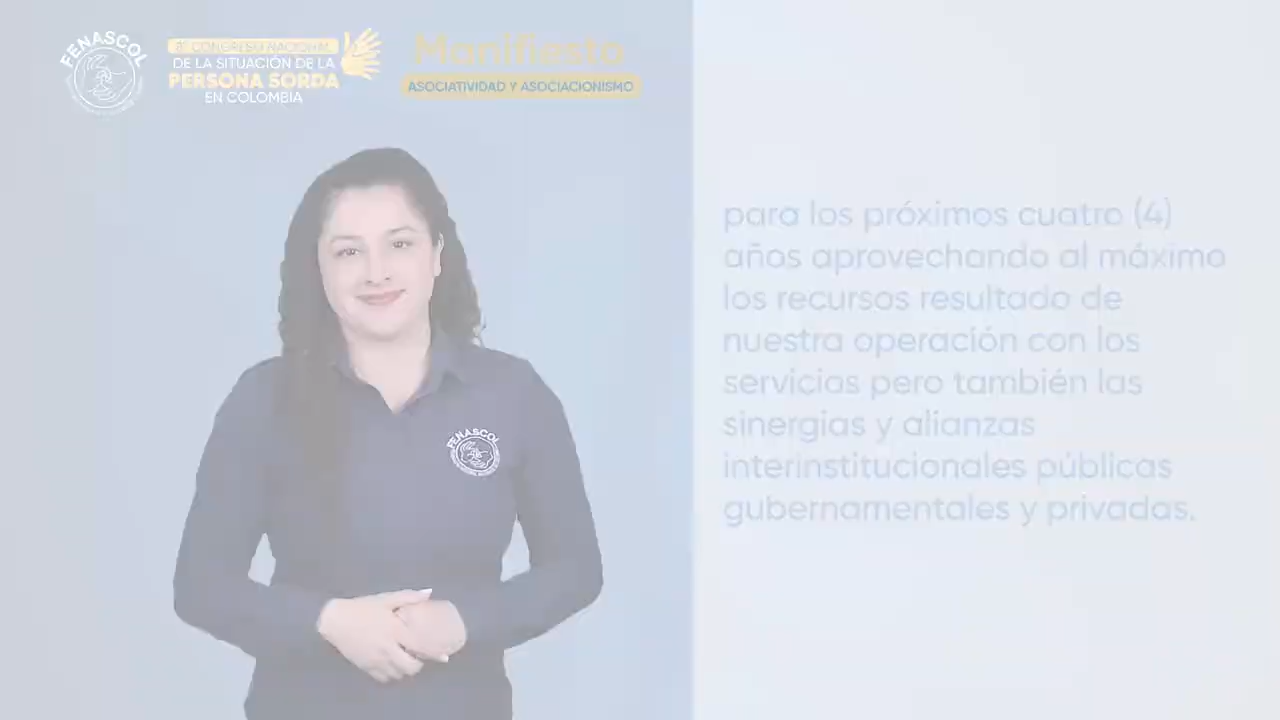 FENASCOL
8° CONGRESO NACIONAL
DE LA SITUACIÓN DE LA
PERSONA SORDA
EN COLOMBIA
Manifiesto
ASOCIATIVIDAD Y ASOCIACIONISMO
para los próximos cuatro (4)
años aprovechando al máximo
los recursos resultado de
nuestra operación con los
servicios pero también las
sinergias y alianzas
interinstitucionales públicas
gubernamentales y privadas.
FENASCOL